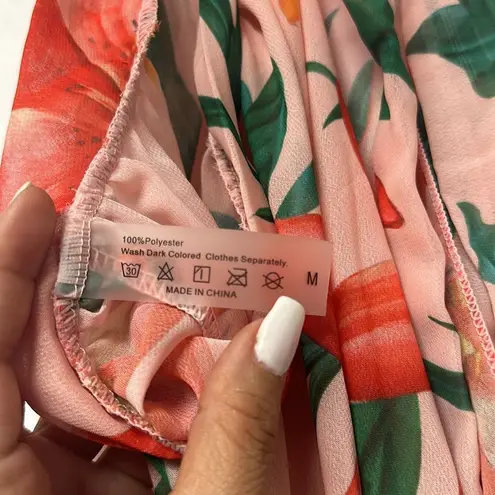 100%Polyester
Wash Dark Colored Clothes Separately.
30 M
MADE IN CHINA